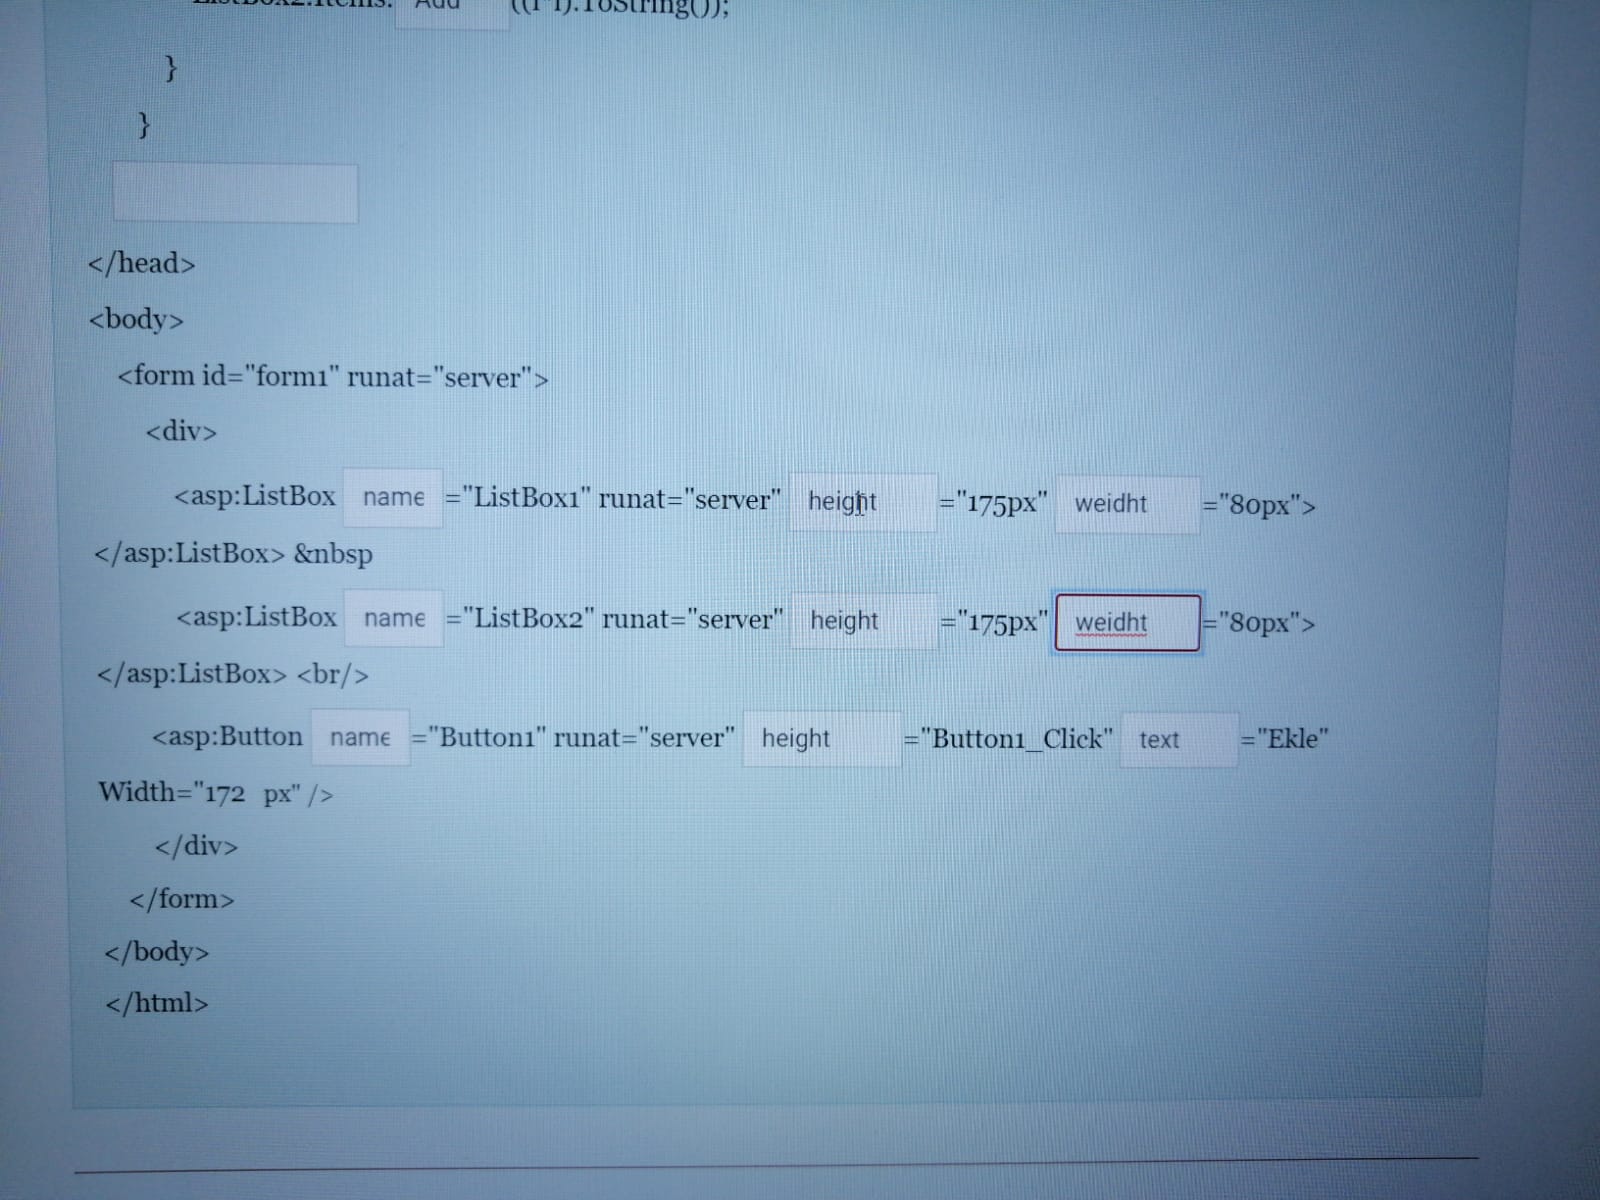 ListBox2.Items. Add ((i*i).ToString());
}
}
</head>
<body>
<form id="form1" runat="server">
<div>
<asp:ListBox name ="ListBox1" runat="server" height ="175px" weidht ="80px">
</asp:ListBox> &nbsp
<asp:ListBox name ="ListBox2" runat="server" height ="175px" weidht ="80px">
</asp:ListBox> <br/>
<asp:Button name ="Button1" runat="server" height ="Button1_Click" text ="Ekle"
Width="172 px" />
</div>
</form>
</body>
</html>